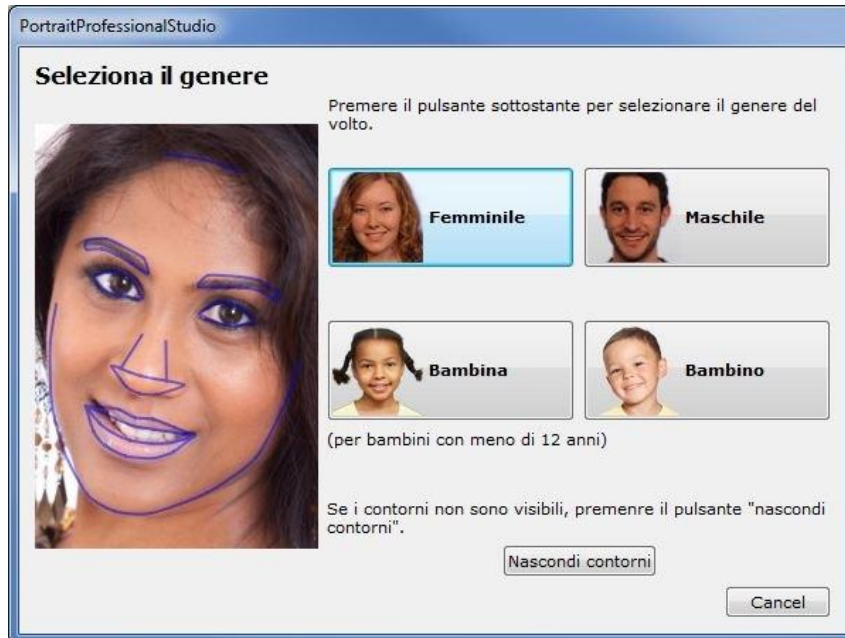 PortraitProfessionalStudio
Seleziona il genere
Premere il pulsante sottostante per selezionare il genere del
volto.
Femminile
Maschile
Bambina
Bambino
(per bambini con meno di 12 anni)
Se i contorni non sono visibili, premenre il pulsante "nascondi
contorni".
Nascondi contorni
Cancel